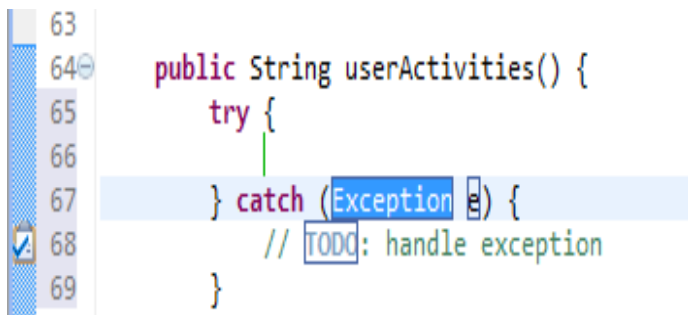 63
64 public String userActivities() {
65 try {
66
67 } catch (Exception e) {
68 // TODO: handle exception
69 }